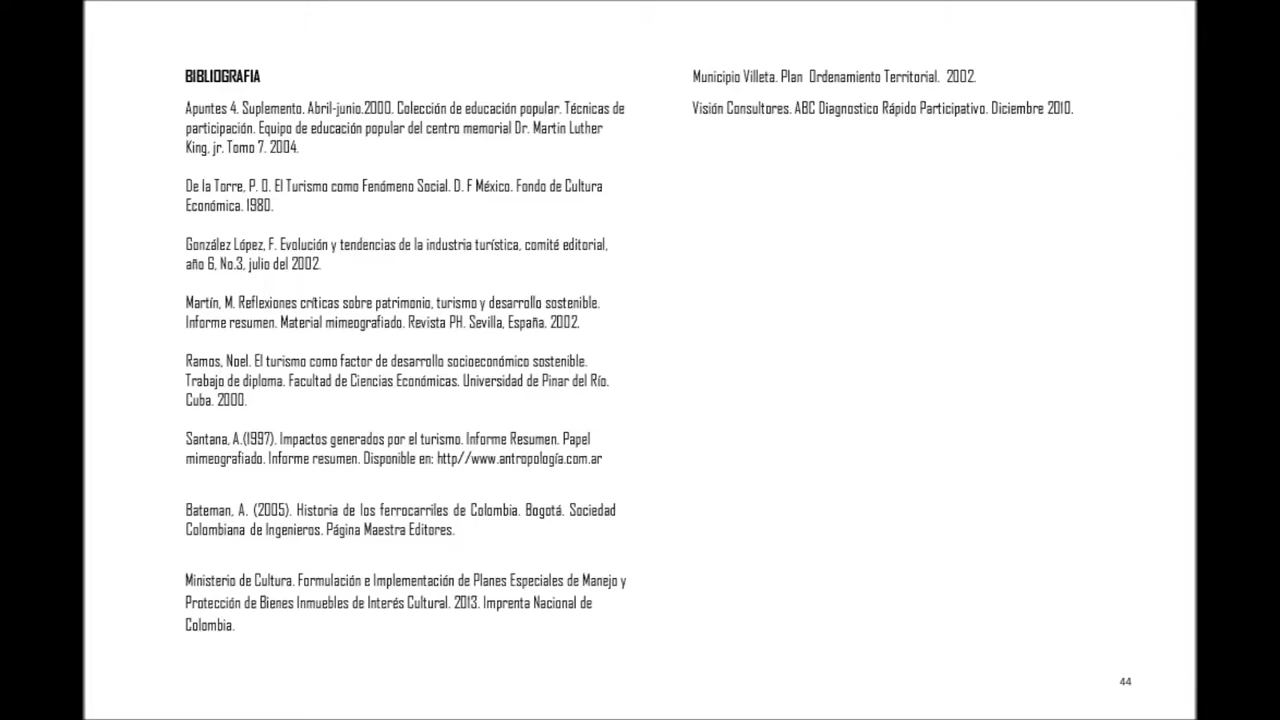 BIBLIOGRAFIA
Apuntes 4. Suplemento. Abril-junio.2000. Colección de educación popular. Técnicas de
participación. Equipo de educación popular del centro memorial Dr. Martin Luther
King, jr. Tomo 7. 2004.
De la Torre, P. O. El Turismo como Fenómeno Social. D. F México. Fondo de Cultura
Económica. 1980.
González López, F. Evolución y tendencias de la industria turística, comité editorial,
año 6, No.3, julio del 2002.
Martín, M. Reflexiones críticas sobre patrimonio, turismo y desarrollo sostenible.
Informe resumen. Material mimeografiado. Revista PH. Sevilla, España. 2002.
Ramos, Noel. El turismo como factor de desarrollo socioeconómico sostenible.
Trabajo de diploma. Facultad de Ciencias Económicas. Universidad de Pinar del Río.
Cuba. 2000.
Santana, A.(1997). Impactos generados por el turismo. Informe Resumen. Papel
mimeografiado. Informe resumen. Disponible en: http//www.antropología.com.ar
Bateman, A. (2005). Historia de los ferrocarriles de Colombia. Bogotá. Sociedad
Colombiana de Ingenieros. Página Maestra Editores.
Ministerio de Cultura. Formulación e Implementación de Planes Especiales de Manejo y
Protección de Bienes Inmuebles de Interés Cultural. 2013. Imprenta Nacional de
Colombia.
Municipio Villeta. Plan Ordenamiento Territorial. 2002.
Visión Consultores. ABC Diagnostico Rápido Participativo. Diciembre 2010.
44